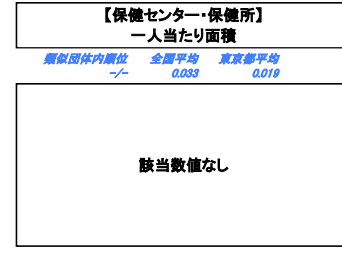 【保健センター・保健所】
一人当たり面積
類似団体内順位 全国平均 東京都平均
-/- 0.033 0.019
該当数値なし